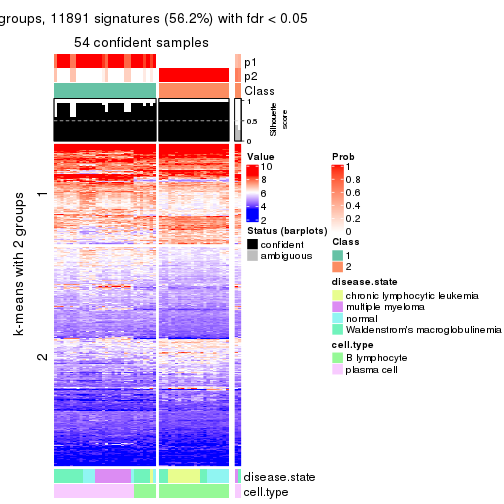 groups, 11891 signatures (56.2%) with fdr < 0.05
54 confident samples
p1
p2
Class
1
0.5
0
Silhouette
score
k-means with 2 groups
1
2
disease.state
cell.type
Value
10
8
6
4
2
Status (barplots)
confident
ambiguous
Prob
1
0.8
0.6
0.4
0.2
0
Class
1
2
disease.state
chronic lymphocytic leukemia
multiple myeloma
normal
Waldenstrom's macroglobulinemia
cell.type
B lymphocyte
plasma cell